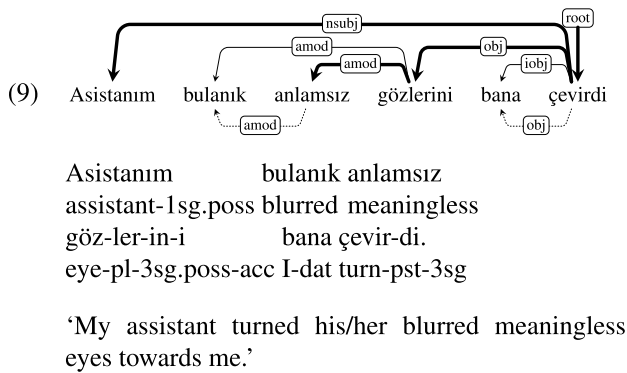 nsubj root
amod obj
amod iobj
(9) Asistanım bulanık anlamsız gözlerini bana çevirdi
amod obj
Asistanım bulanık anlamsız
assistant-1sg.poss blurred meaningless
göz-ler-in-i bana çevir-di.
eye-pl-3sg.poss-acc I-dat turn-pst-3sg
‘My assistant turned his/her blurred meaningless
eyes towards me.’